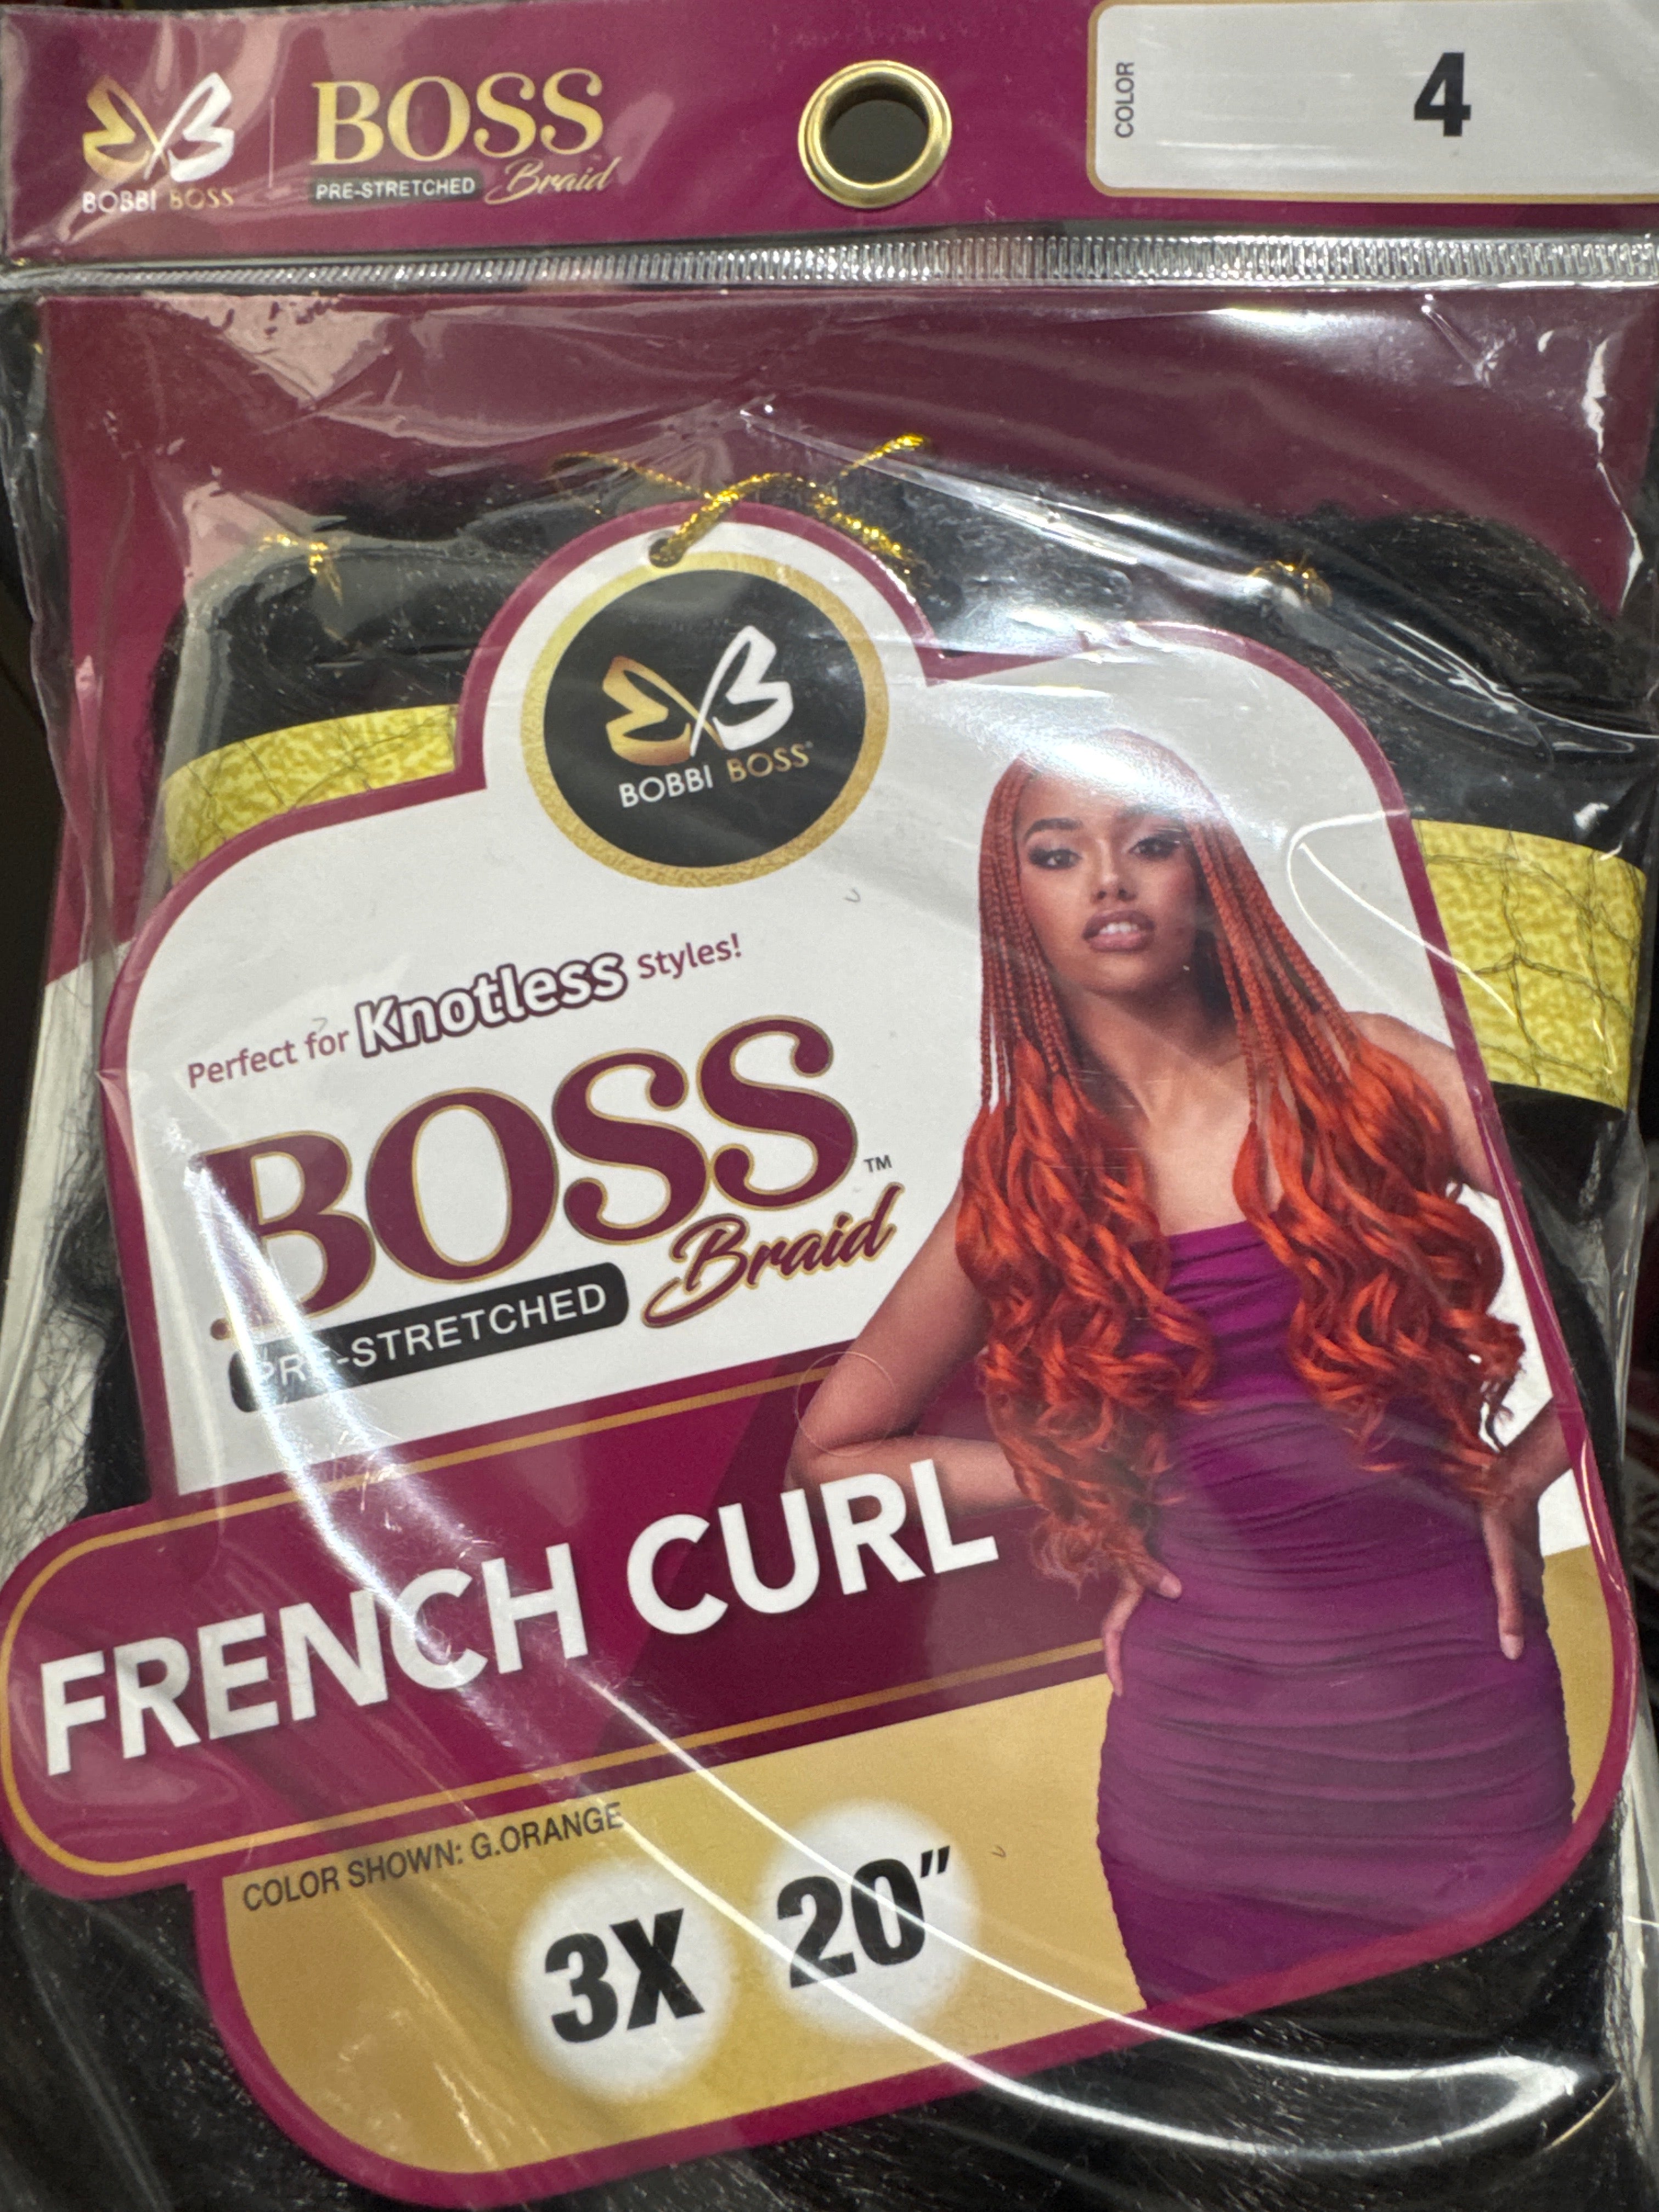 BOBBI BOSS
BOSS
PRE-STRETCHED Braid
COLOR
4
BOBBI BOSS
Perfect for Knotless Styles!
BOSS™
PRE-STRETCHED Braid
FRENCH CURL
COLOR SHOWN: G.ORANGE
3X 20"